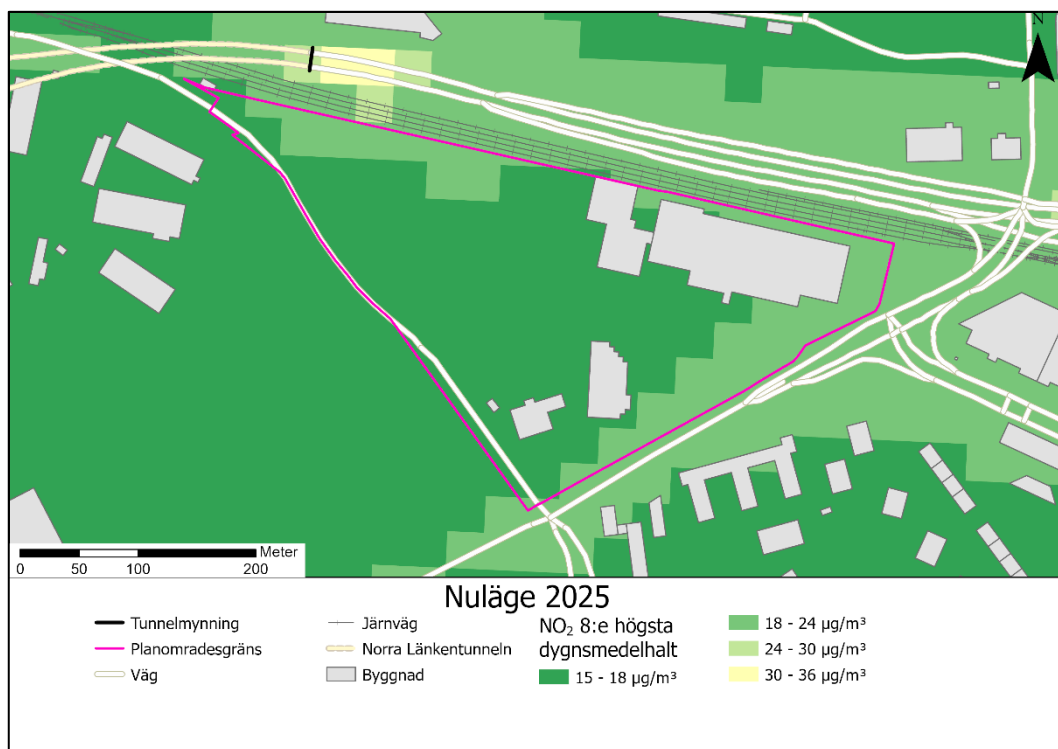 N
Meter
0 50 100 200
Nuläge 2025
Tunnelmynning
Planomradesgräns
Väg
Järnväg
Norra Länkentunneln
Byggnad
NO₂ 8:e högsta
dygnsmedelhalt
15 - 18 µg/m³
18 - 24 µg/m³
24 - 30 µg/m³
30 - 36 µg/m³